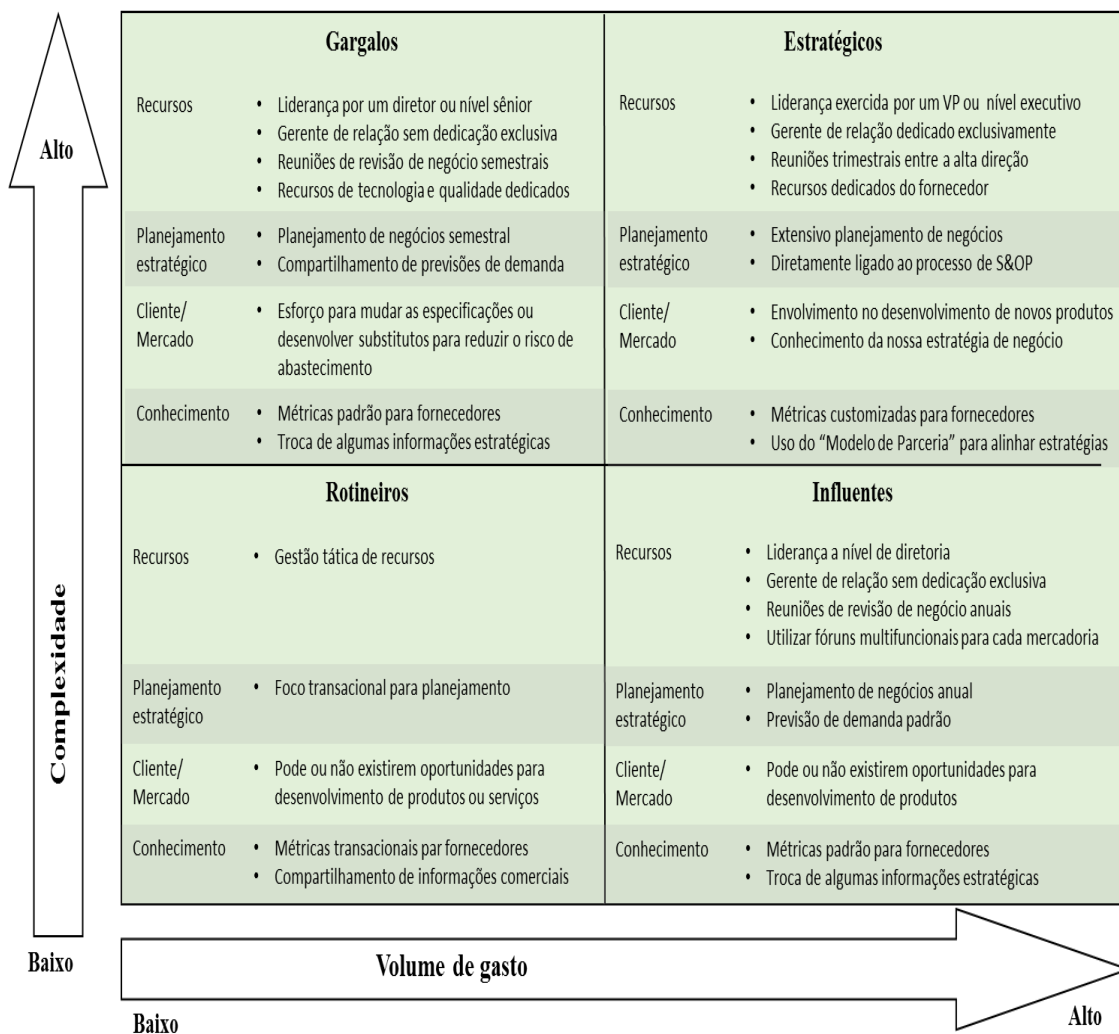 Gargalos
Recursos
• Liderança por um diretor ou nível sênior
• Gerente de relação sem dedicação exclusiva
• Reuniões de revisão de negócio semestrais
• Recursos de tecnologia e qualidade dedicados
Planejamento
estratégico
• Planejamento de negócios semestral
• Compartilhamento de previsões de demanda
Cliente/
Mercado
• Esforço para mudar as especificações ou
desenvolver substitutos para reduzir o risco de
abastecimento
Conhecimento
• Métricas padrão para fornecedores
• Troca de algumas informações estratégicas
Estratégicos
Recursos
• Liderança exercida por um VP ou nível executivo
• Gerente de relação dedicado exclusivamente
• Reuniões trimestrais entre a alta direção
• Recursos dedicados do fornecedor
Planejamento
estratégico
• Extensivo planejamento de negócios
• Diretamente ligado ao processo de S&OP
Cliente/
Mercado
• Envolvimento no desenvolvimento de novos produtos
• Conhecimento da nossa estratégia de negócio
Conhecimento
• Métricas customizadas para fornecedores
• Uso do “Modelo de Parceria” para alinhar estratégias
Rotineiros
Recursos
• Gestão tática de recursos
Planejamento
estratégico
• Foco transacional para planejamento
Cliente/
Mercado
• Pode ou não existirem oportunidades para
desenvolvimento de produtos ou serviços
Conhecimento
• Métricas transacionais par fornecedores
• Compartilhamento de informações comerciais
Influentes
Recursos
• Liderança a nível de diretoria
• Gerente de relação sem dedicação exclusiva
• Reuniões de revisão de negócio anuais
• Utilizar fóruns multifuncionais para cada mercadoria
Planejamento
estratégico
• Planejamento de negócios anual
• Previsão de demanda padrão
Cliente/
Mercado
• Pode ou não existirem oportunidades para
desenvolvimento de produtos
Conhecimento
• Métricas padrão para fornecedores
• Troca de algumas informações estratégicas
Alto
Complexidade
Baixo
Volume de gasto
Baixo
Alto